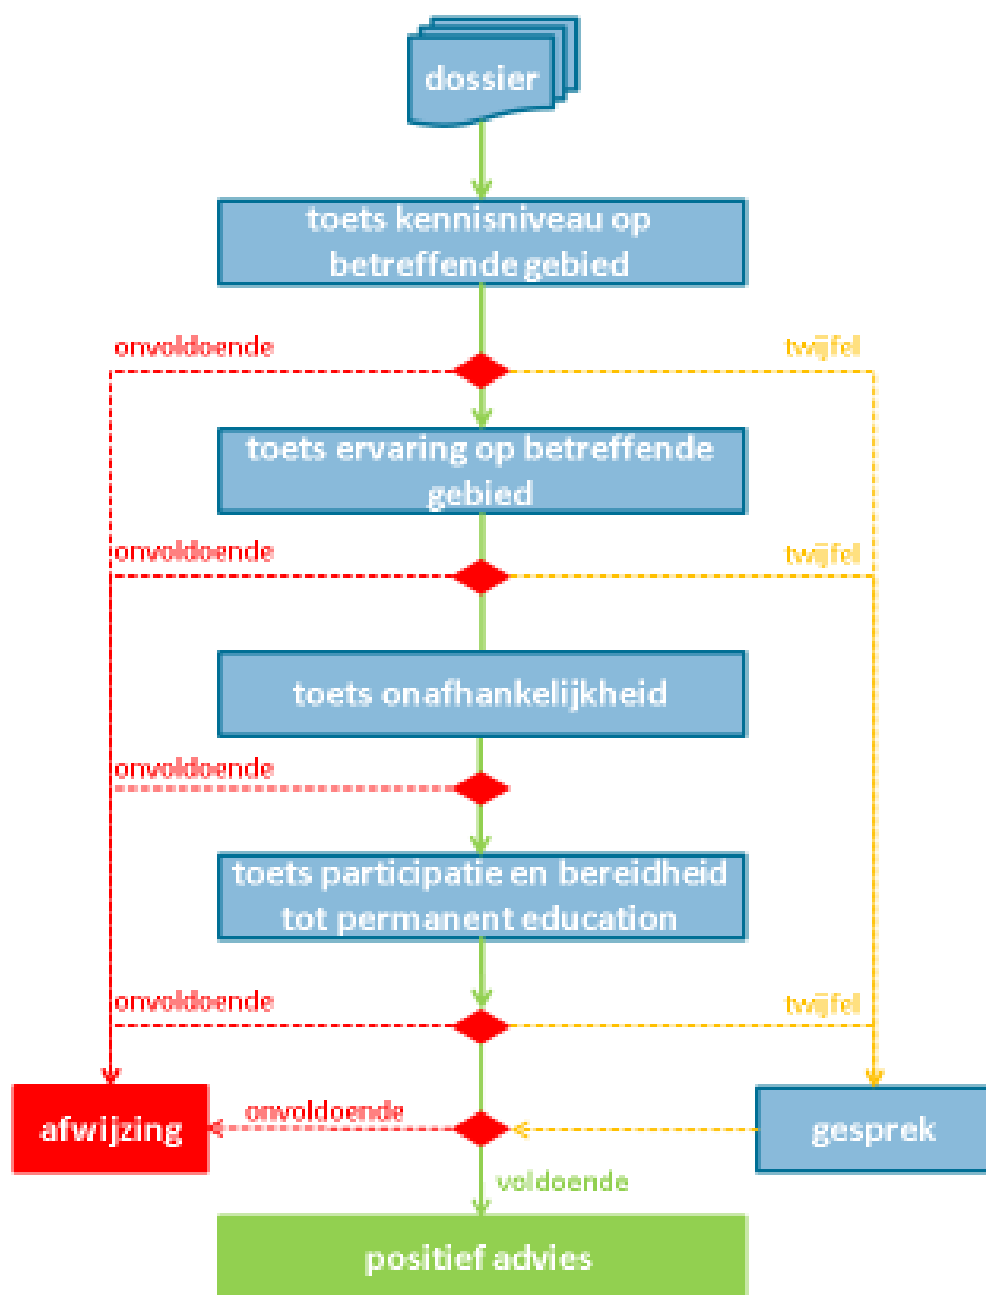 dossier
toets kennisniveau op
betreffende gebied
onvoldoende
twijfel
toets ervaring op betreffende
gebied
onvoldoende
twijfel
toets onafhankelijkheid
onvoldoende
toets participatie en bereidheid
tot permanent education
onvoldoende
twijfel
afwijzing
onvoldoende
gesprek
voldoende
positief advies